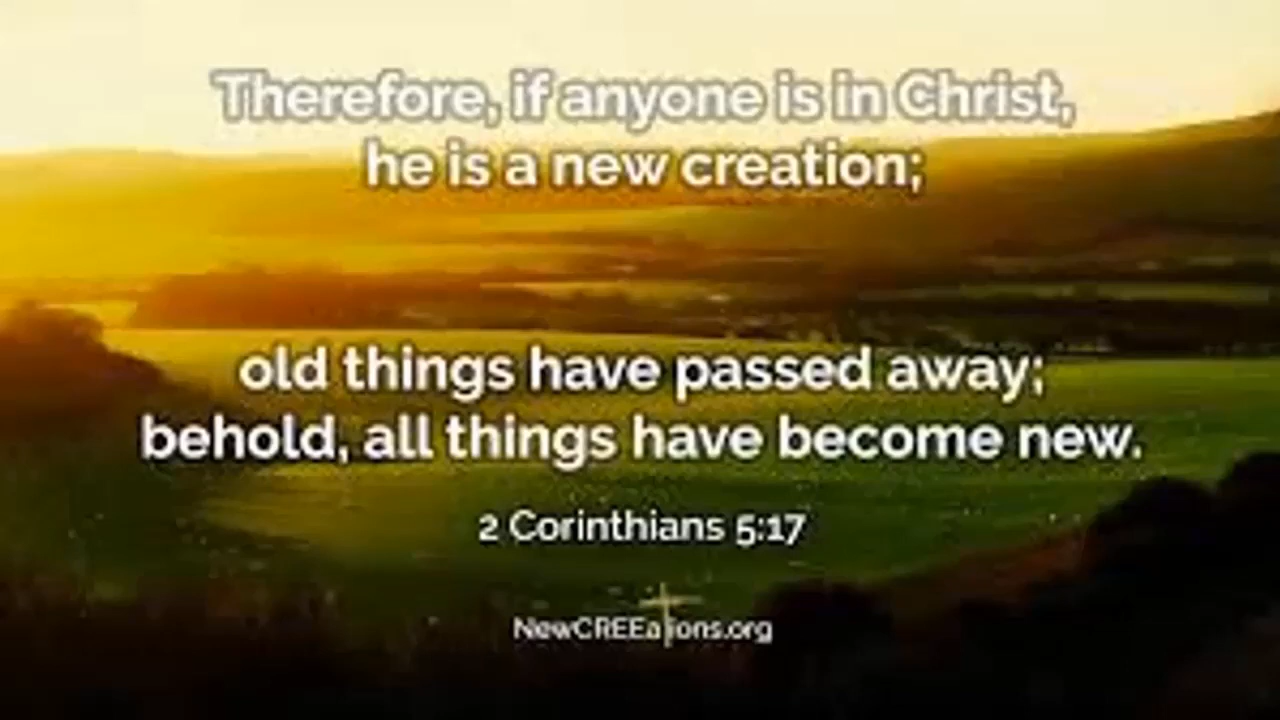 Therefore, if anyone is in Christ,
he is a new creation;
old things have passed away;
behold, all things have become new.
2 Corinthians 5:17
NewCREEations.org